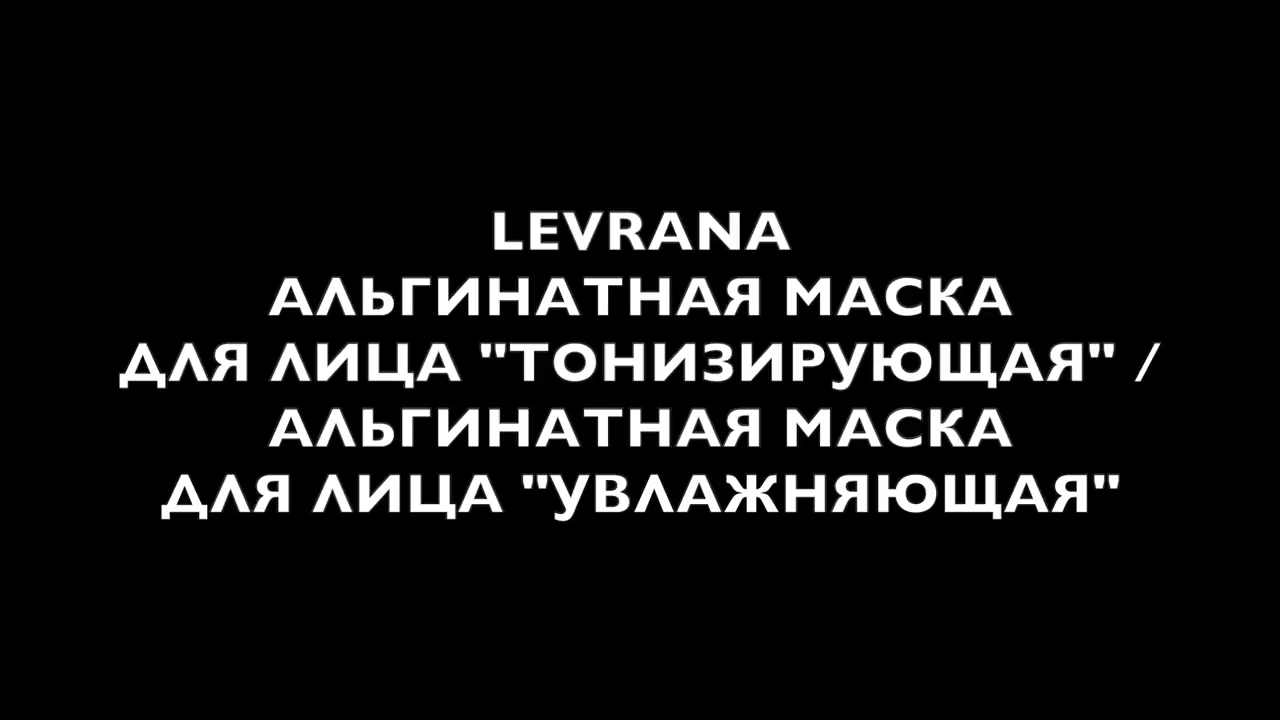 LEVRANA
АЛЬГИНАТНАЯ МАСКА
ДЛЯ ЛИЦА "ТОНИЗИРУЮЩАЯ" /
АЛЬГИНАТНАЯ МАСКА
ДЛЯ ЛИЦА "УВЛАЖНЯЮЩАЯ"